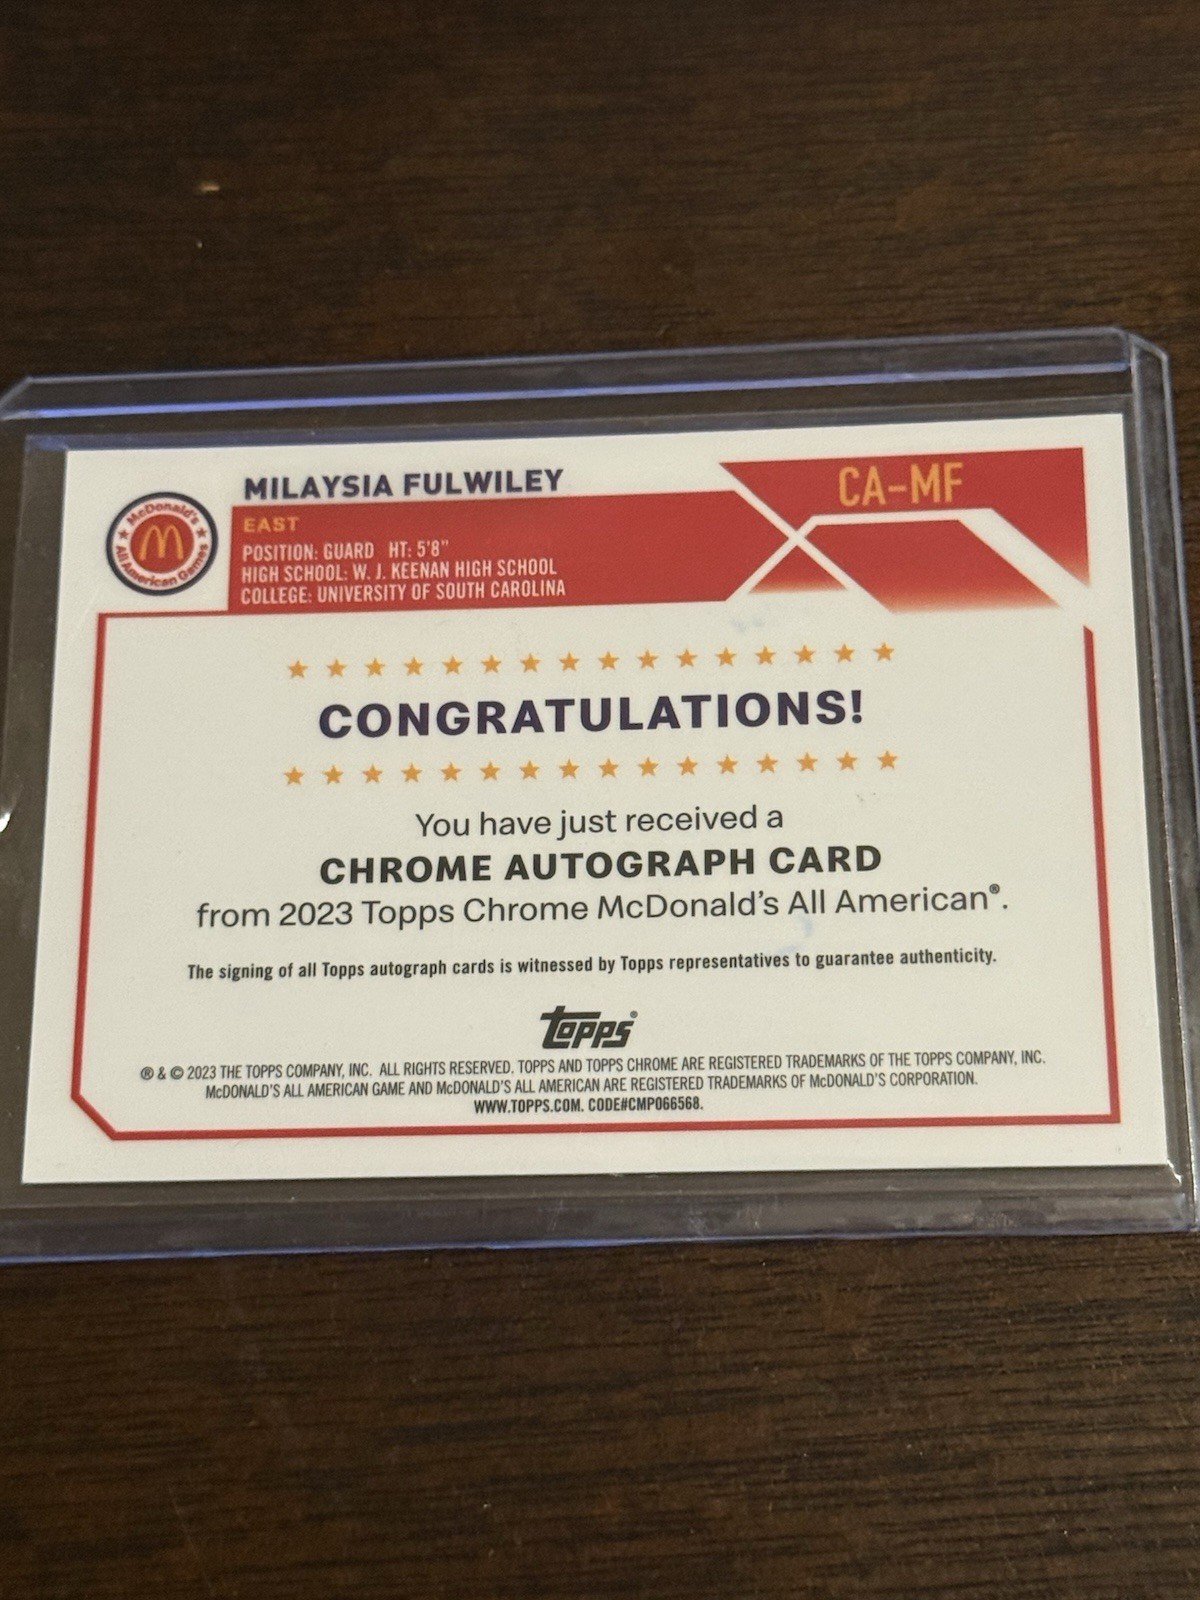 MILAYSIA FULWILEY
CA-MF
McDonald's
All American Games
EAST
POSITION: GUARD HT: 5'8"
HIGH SCHOOL: W. J. KEENAN HIGH SCHOOL
COLLEGE: UNIVERSITY OF SOUTH CAROLINA
CONGRATULATIONS!
You have just received a
CHROME AUTOGRAPH CARD
from 2023 Topps Chrome McDonald's All American®.
The signing of all Topps autograph cards is witnessed by Topps representatives to guarantee authenticity.
topps®
® & © 2023 THE TOPPS COMPANY, INC. ALL RIGHTS RESERVED. TOPPS AND TOPPS CHROME ARE REGISTERED TRADEMARKS OF THE TOPPS COMPANY, INC.
McDONALD'S ALL AMERICAN GAME AND McDONALD'S ALL AMERICAN ARE REGISTERED TRADEMARKS OF McDONALD'S CORPORATION.
WWW.TOPPS.COM. CODE#CMP066568.